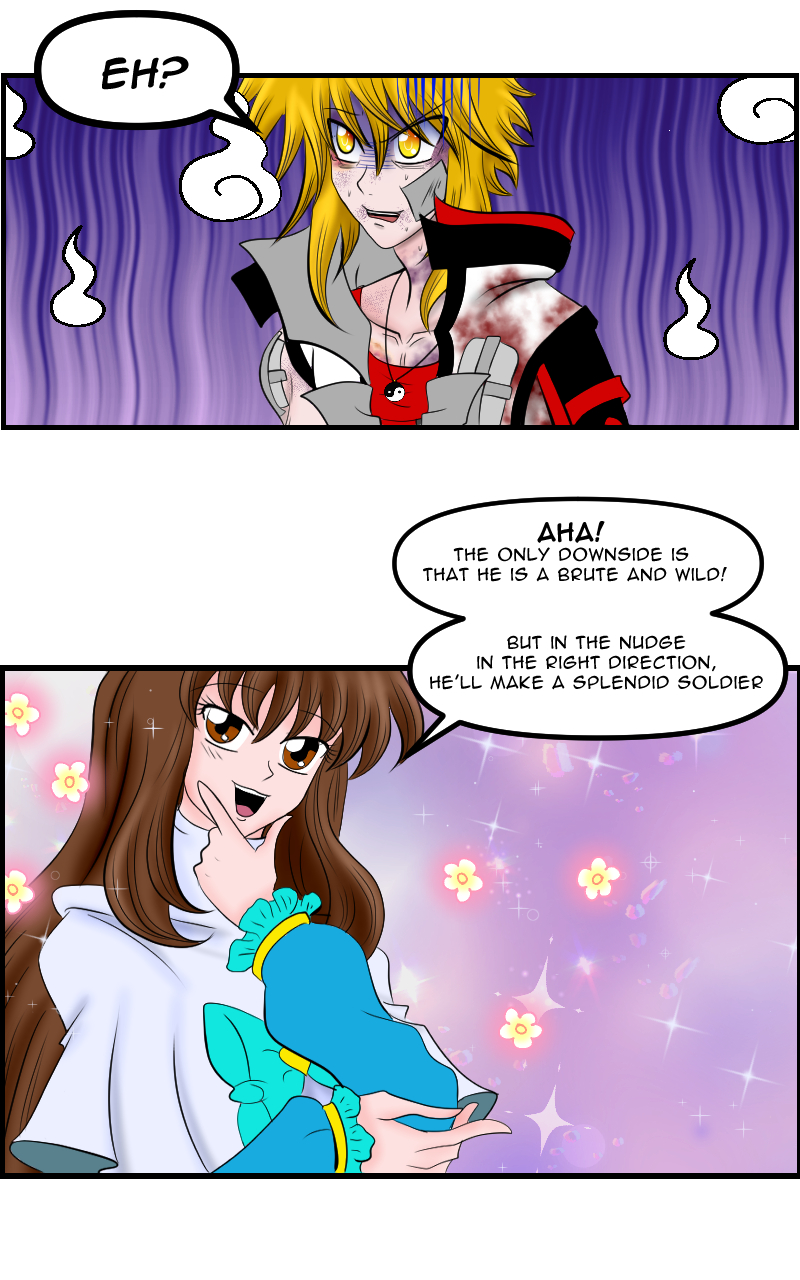 EH?
AHA!
THE ONLY DOWNSIDE IS
THAT HE IS A BRUTE AND WILD!
BUT IN THE NUDGE
IN THE RIGHT DIRECTION,
HE'LL MAKE A SPLENDID SOLDIER